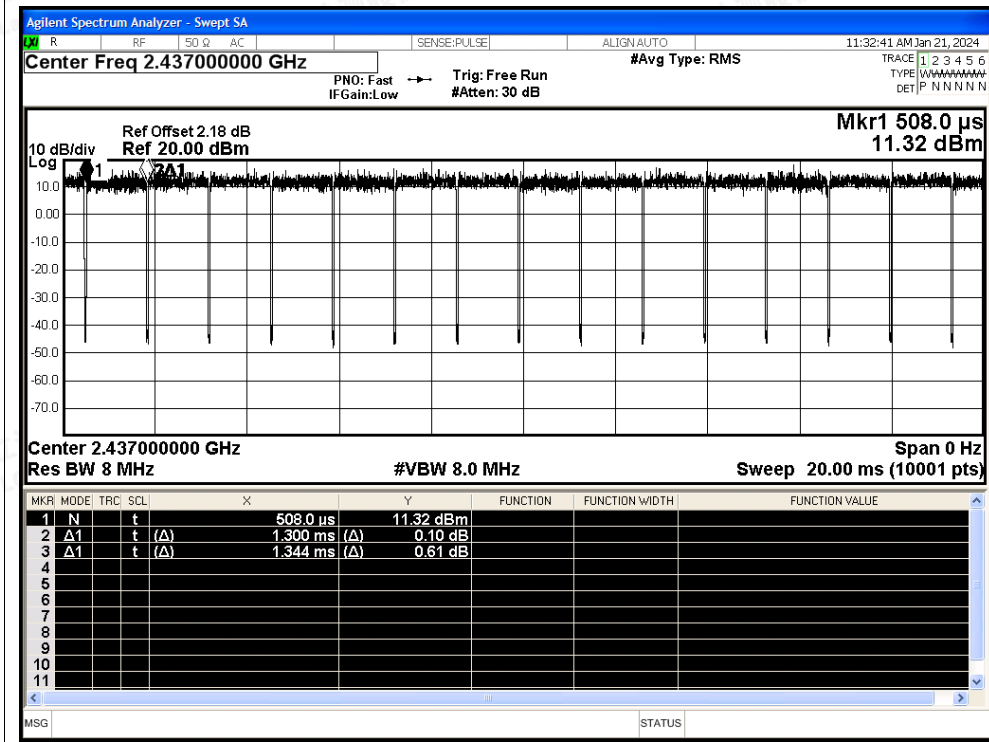 Agilent Spectrum Analyzer - Swept SA
LXI R RF 50 Ω AC SENSE:PULSE ALIGN AUTO 11:32:41 AM Jan 21, 2024
Center Freq 2.437000000 GHz #Avg Type: RMS TRACE 1 2 3 4 5 6
PNO: Fast Trig: Free Run TYPE WWWWWW
IFGain:Low #Atten: 30 dB DET P N N N N N
Mkr1 508.0 µs
Ref Offset 2.18 dB
10 dB/div Ref 20.00 dBm 11.32 dBm
Log
1 2Δ1
10.0
0.00
-10.0
-20.0
-30.0
-40.0
-50.0
-60.0
-70.0
Center 2.437000000 GHz Span 0 Hz
Res BW 8 MHz #VBW 8.0 MHz Sweep 20.00 ms (10001 pts)
MKR MODE TRC SCL X Y FUNCTION FUNCTION WIDTH FUNCTION VALUE
1 N t 508.0 µs 11.32 dBm
2 Δ1 t (Δ) 1.300 ms (Δ) 0.10 dB
3 Δ1 t (Δ) 1.344 ms (Δ) 0.61 dB
4
5
6
7
8
9
10
11
MSG STATUS